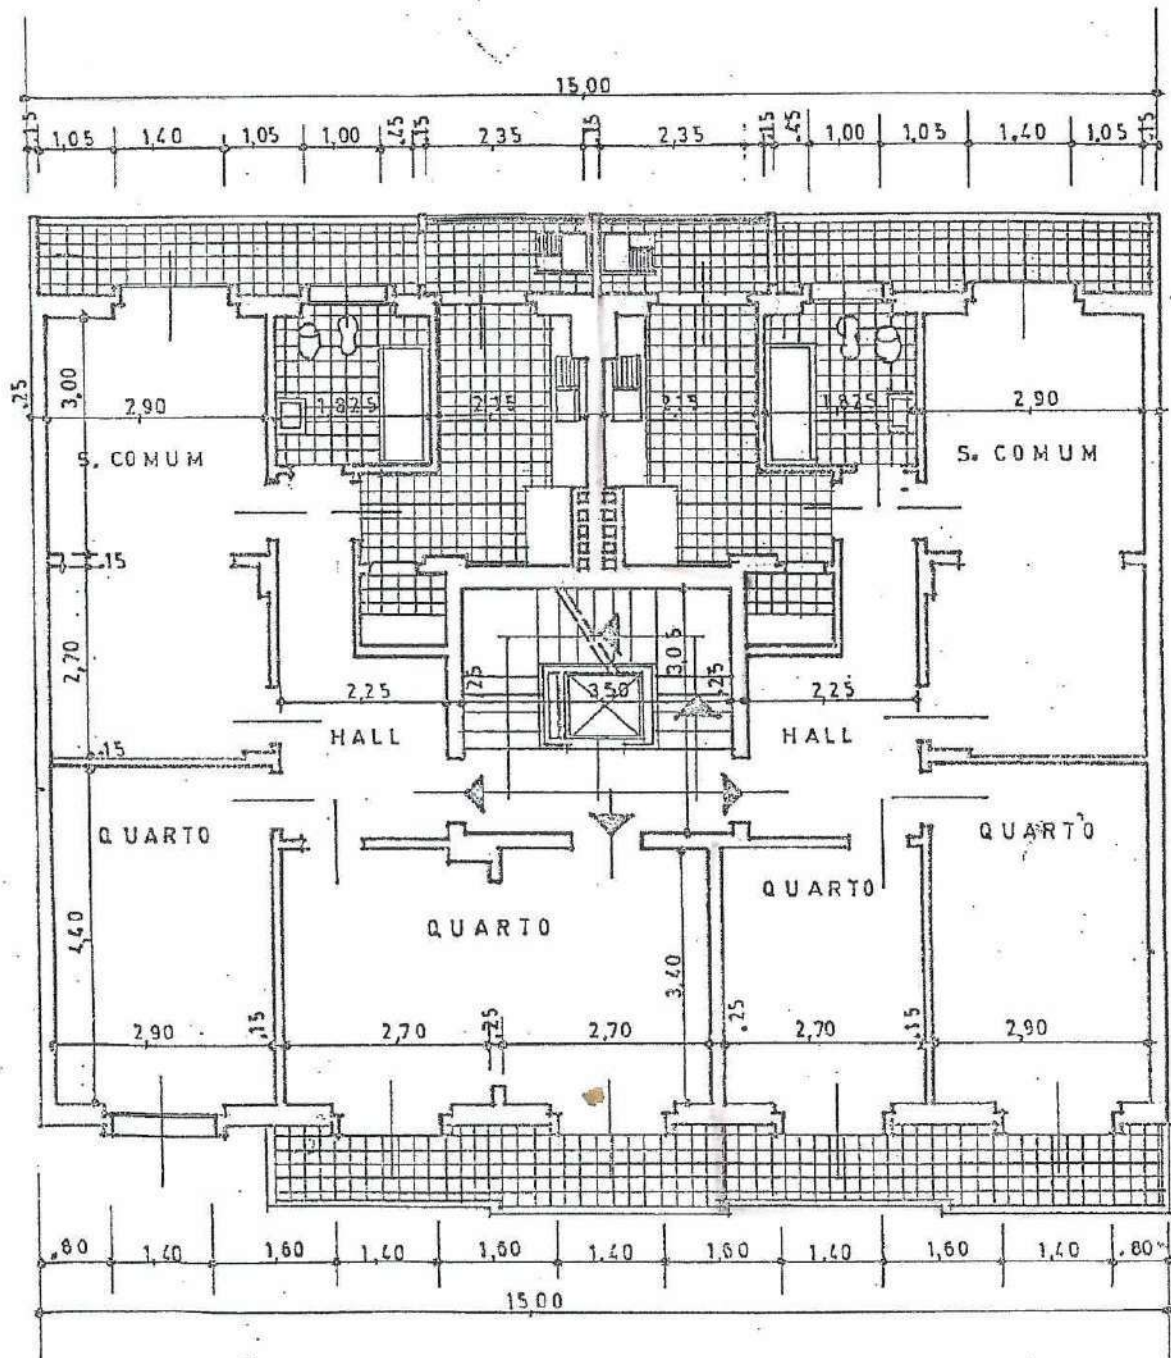 15,00
.15 1,05 1,40 1,05 1,00 .45 .15 2,35 .15 2,35 .15 .45 1,00 1,05 1,40 1,05 .15
.25 3,00 2,90 1,825 2,15 2,15 1,825 2,90
S. COMUM S. COMUM
.15
2,70 2,25 .25 3,50 3,05 .25 2,25
HALL HALL
.15
QUARTO QUARTO
QUARTO
QUARTO
4,40 3,40
2,90 .15 2,70 .25 2,70 .25 2,70 .15 2,90
.80 1,40 1,60 1,40 1,60 1,40 1,60 1,40 1,60 1,40 .80
15,00